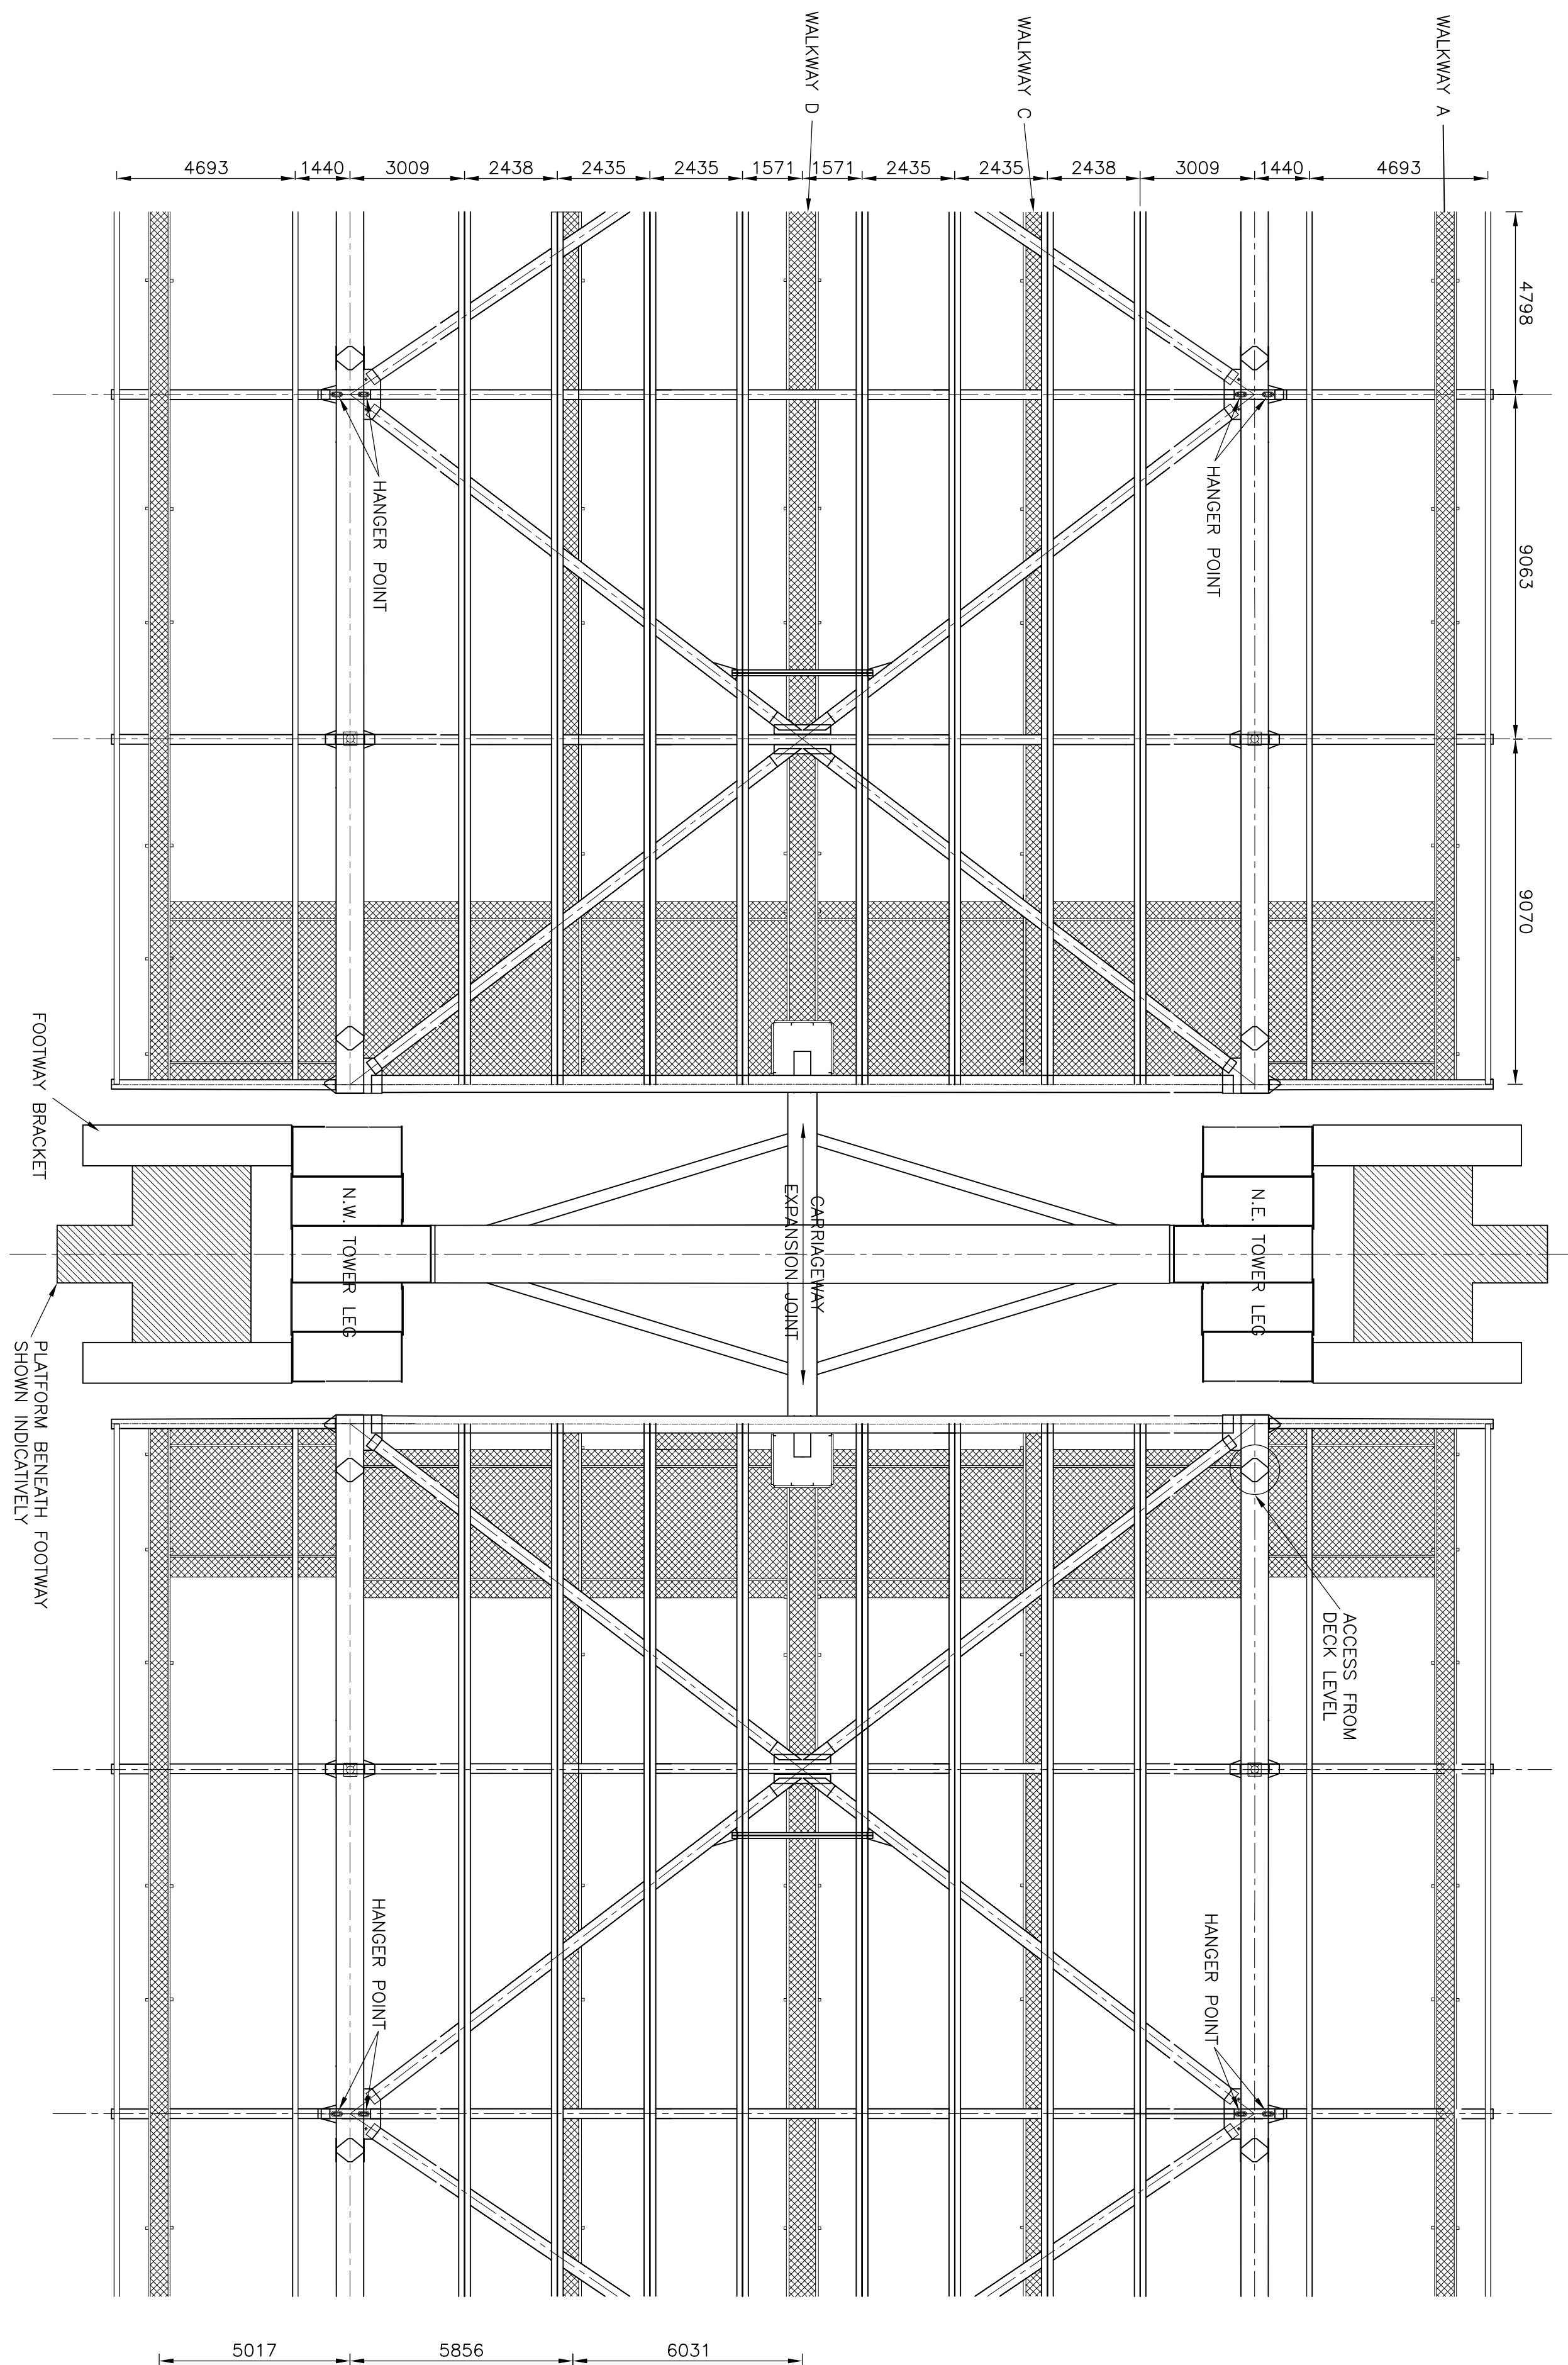 WALKWAY D
WALKWAY C
WALKWAY A
4693
1440
3009
2438
2435
2435
1571
1571
2435
2435
2438
3009
1440
4693
4798
9063
9070
HANGER POINT
HANGER POINT
FOOTWAY BRACKET
N.W. TOWER LEG
CARRIAGEWAY
EXPANSION JOINT
N.E. TOWER LEG
PLATFORM BENEATH FOOTWAY
SHOWN INDICATIVELY
ACCESS FROM
DECK LEVEL
HANGER POINT
HANGER POINT
5017
5856
6031